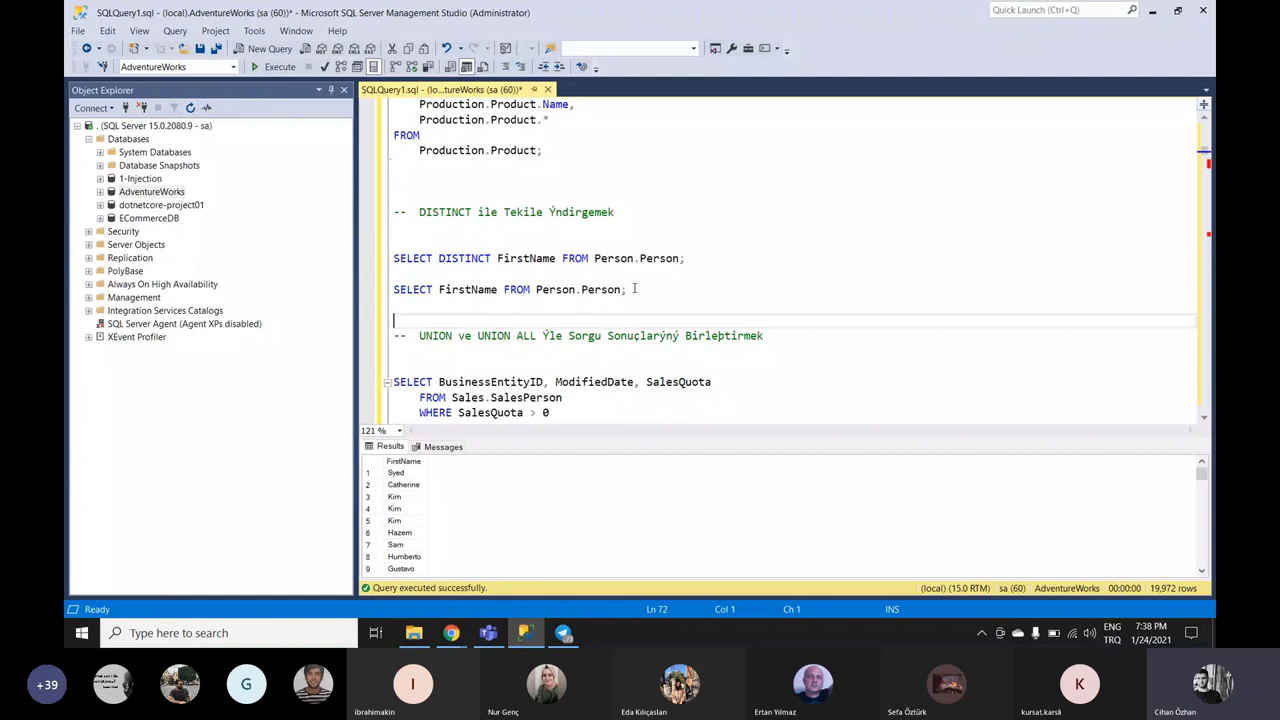 SQLQuery1.sql - (local).AdventureWorks (sa (60))* - Microsoft SQL Server Management Studio (Administrator)
Quick Launch (Ctrl+Q)
File Edit View Query Project Tools Window Help
New Query
AdventureWorks
Execute
Object Explorer
SQLQuery1.sql - (lo...tureWorks (sa (60))*
Connect
. (SQL Server 15.0.2080.9 - sa)
Databases
System Databases
Database Snapshots
1-Injection
AdventureWorks
dotnetcore-project01
ECommerceDB
Security
Server Objects
Replication
PolyBase
Always On High Availability
Management
Integration Services Catalogs
SQL Server Agent (Agent XPs disabled)
XEvent Profiler
Production.Product.Name,
Production.Product.*
FROM
Production.Product;
-- DISTINCT ile Tekile Ýndirgemek
SELECT DISTINCT FirstName FROM Person.Person;
SELECT FirstName FROM Person.Person;
-- UNION ve UNION ALL Ýle Sorgu Sonuçlarýný Birleþtirmek
SELECT BusinessEntityID, ModifiedDate, SalesQuota
FROM Sales.SalesPerson
WHERE SalesQuota > 0
121 %
Results Messages
FirstName
1 Syed
2 Catherine
3 Kim
4 Kim
5 Kim
6 Hazem
7 Sam
8 Humberto
9 Gustavo
Query executed successfully.
(local) (15.0 RTM) sa (60) AdventureWorks 00:00:00 19,972 rows
Ready
Ln 72 Col 1 Ch 1 INS
Type here to search
ENG
TRQ
7:38 PM
1/24/2021
+39
G
I
K
ibrahimakin
Nur Genç
Eda Kılıçaslan
Ertan Yılmaz
Sefa Öztürk
kursat.karsli
Cihan Özhan